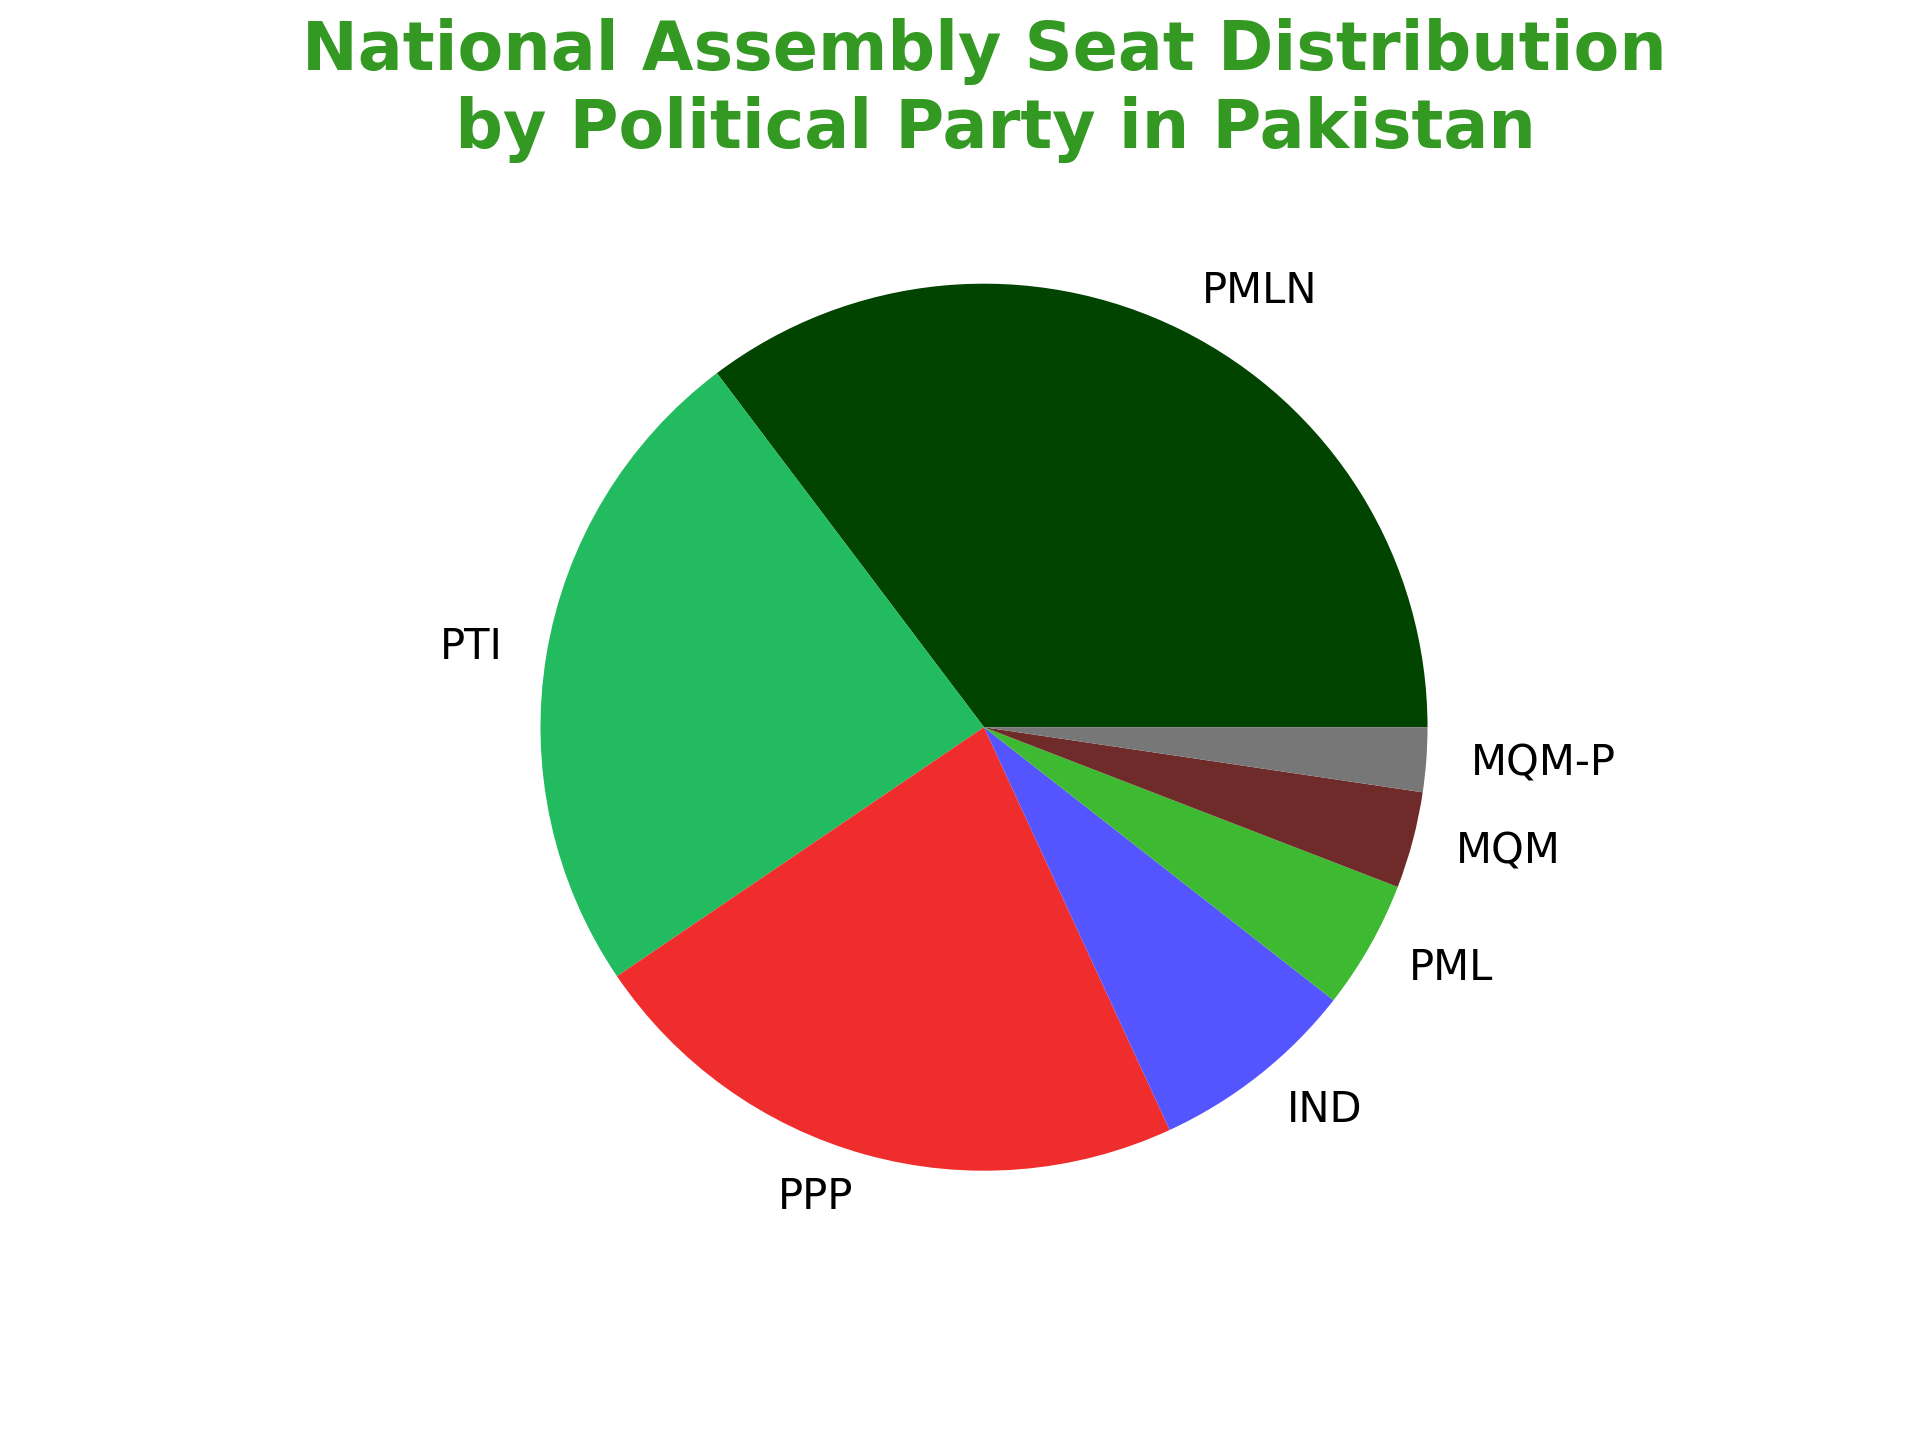 National Assembly Seat Distribution
by Political Party in Pakistan
PMLN
PTI
MQM-P
MQM
PML
IND
PPP